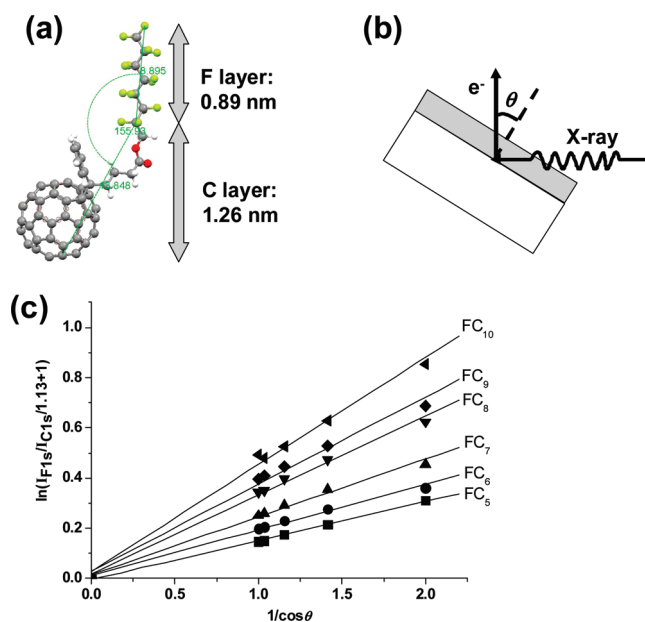 (a)
8.895
155.93
F layer:
0.89 nm
C layer:
1.26 nm
(b)
e⁻
θ
X-ray
(c)
ln(I_F1s/I_C1s/1.13+1)
1.0
0.8
0.6
0.4
0.2
0.0
FC₁₀
FC₉
FC₈
FC₇
FC₆
FC₅
0.0 0.5 1.0 1.5 2.0
1/cosθ